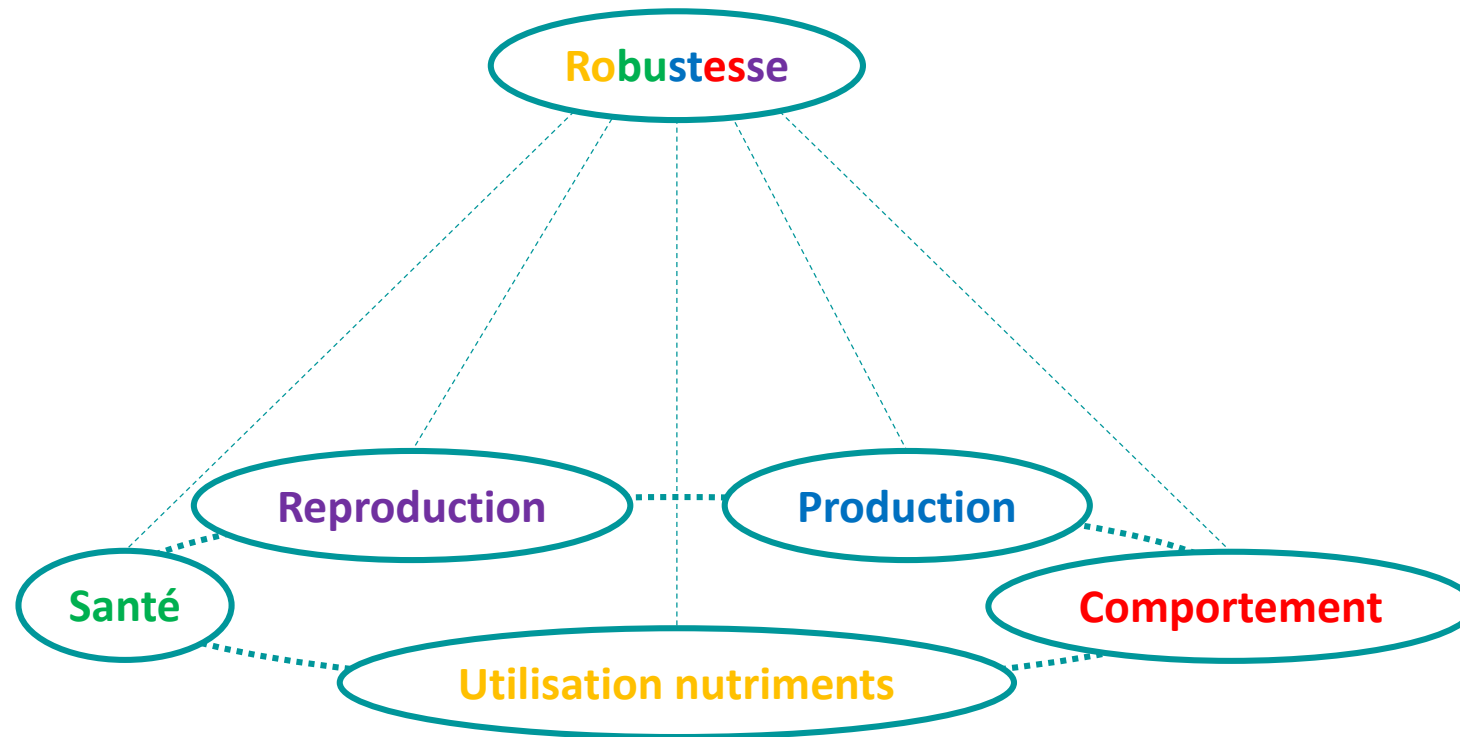 Robustesse
Reproduction
Production
Santé
Comportement
Utilisation nutriments